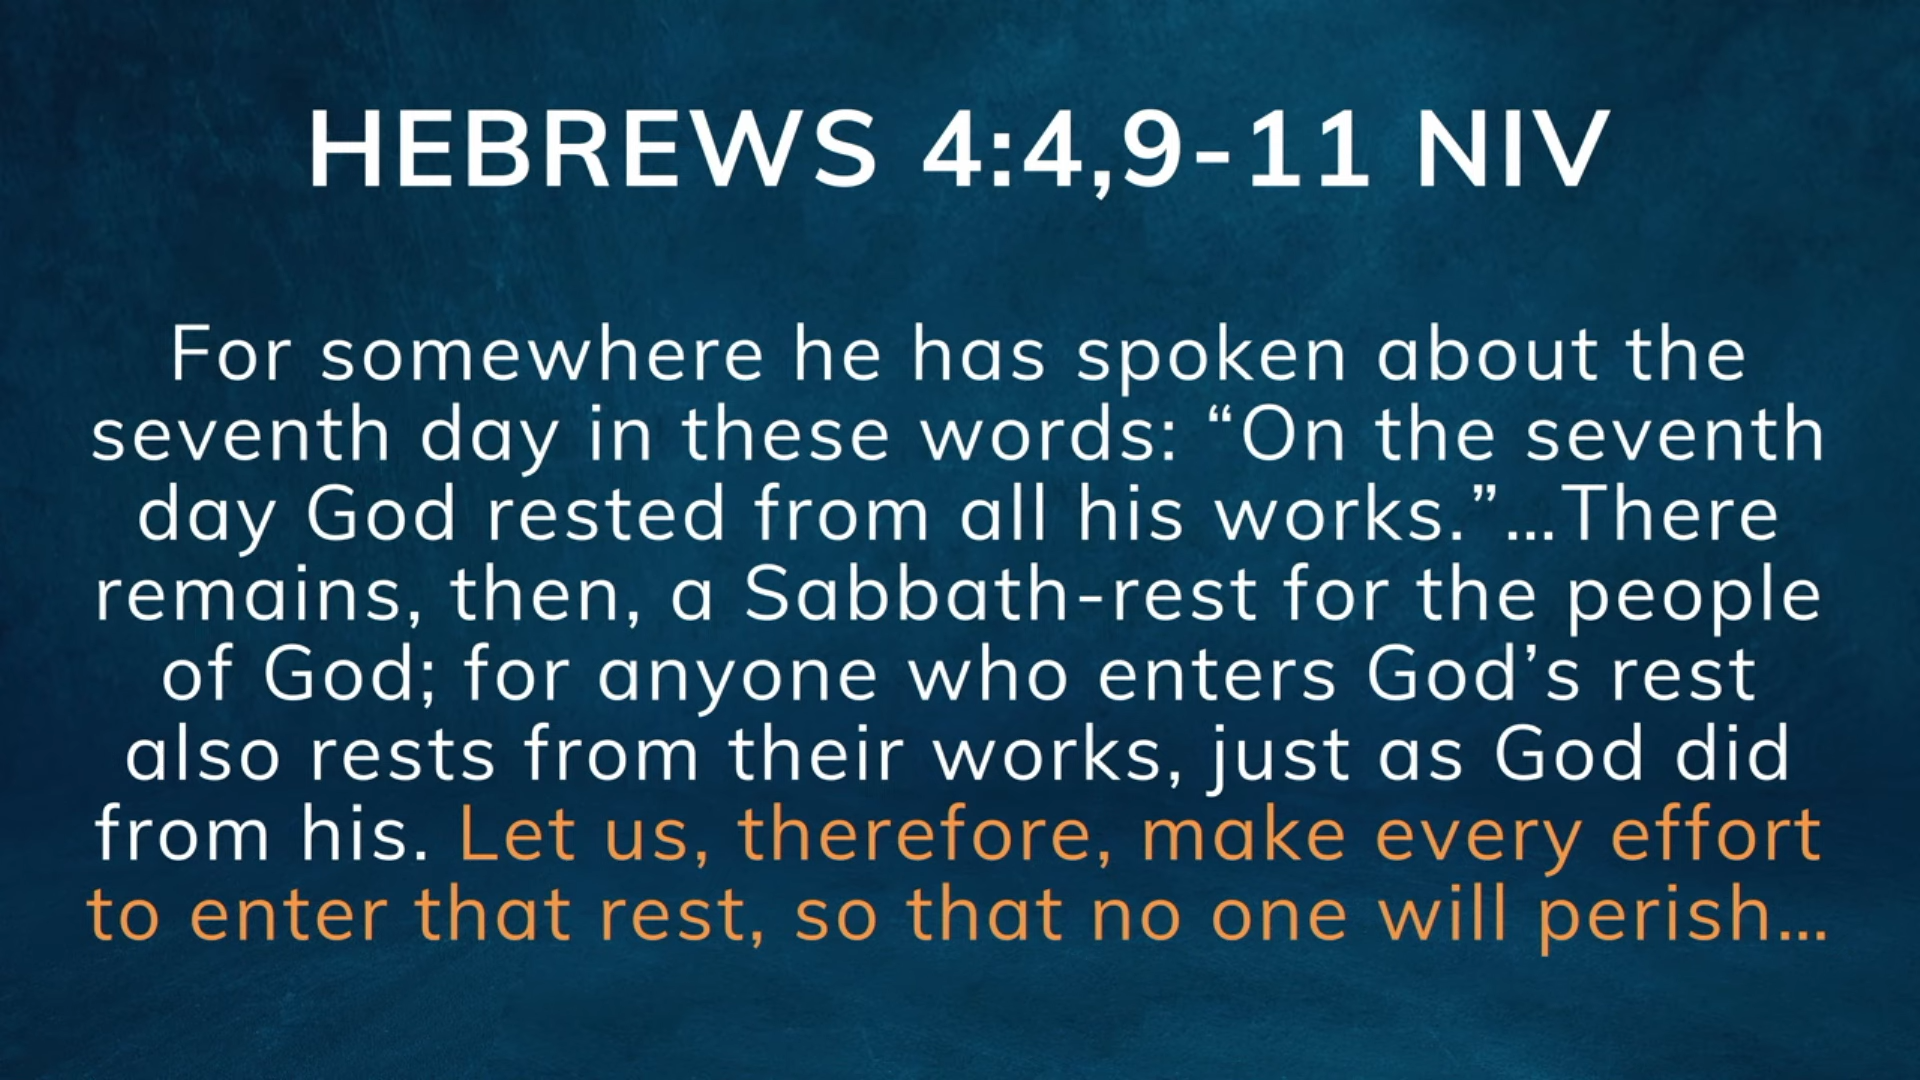 HEBREWS 4:4,9-11 NIV
For somewhere he has spoken about the
seventh day in these words: “On the seventh
day God rested from all his works.”...There
remains, then, a Sabbath-rest for the people
of God; for anyone who enters God’s rest
also rests from their works, just as God did
from his. Let us, therefore, make every effort
to enter that rest, so that no one will perish...